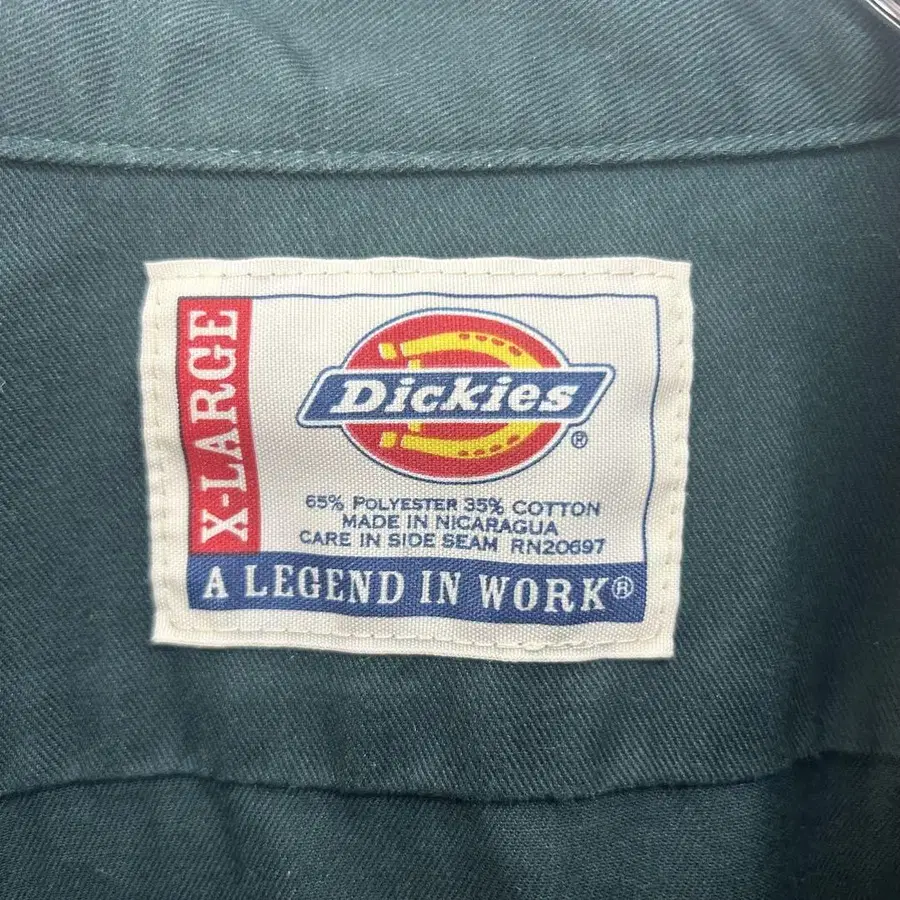 X-LARGE
Dickies®
65% POLYESTER 35% COTTON
MADE IN NICARAGUA
CARE IN SIDE SEAM RN20697
A LEGEND IN WORK®